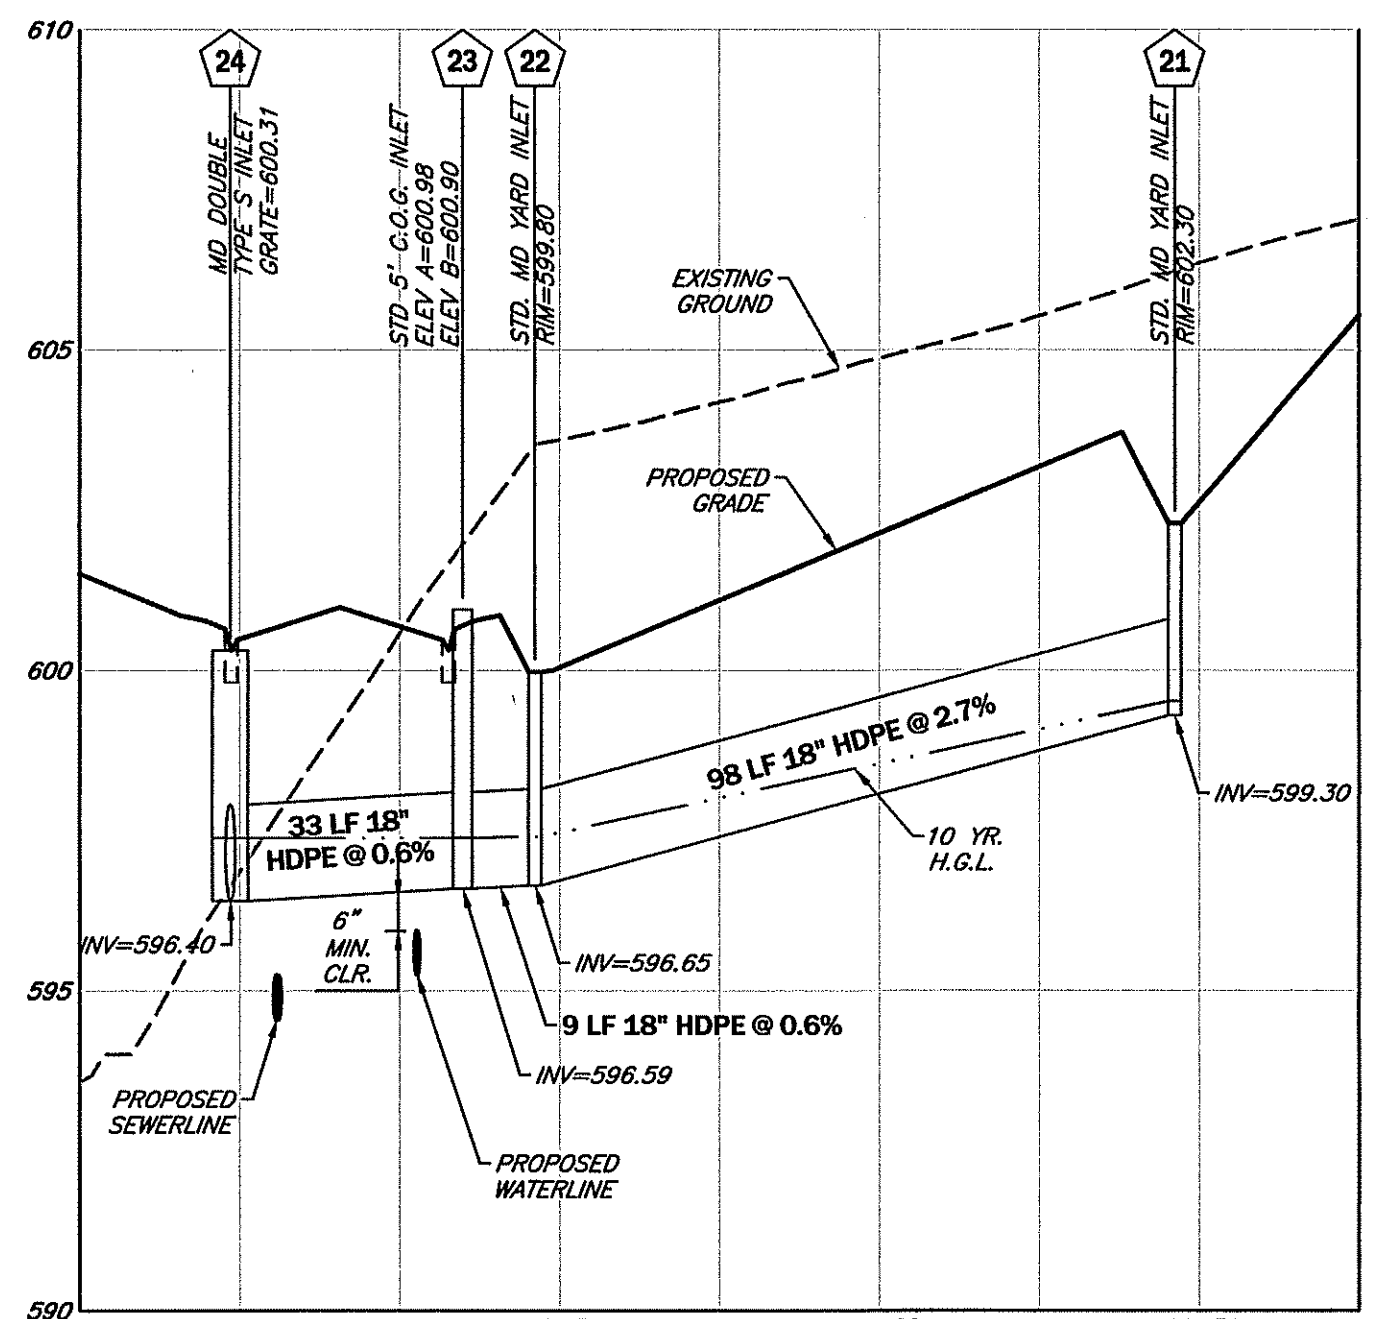 610
24
23
22
21
MD DOUBLE
TYPE S INLET
GRATE=600.31
STD 5' C.O.G. INLET
ELEV A=600.98
ELEV B=600.90
STD. MD YARD INLET
RIM=599.80
STD. MD YARD INLET
RIM=602.30
EXISTING
GROUND
605
PROPOSED
GRADE
600
98 LF 18" HDPE @ 2.7%
33 LF 18"
HDPE @ 0.6%
INV=599.30
10 YR.
H.G.L.
6"
MIN.
CLR.
INV=596.40
INV=596.65
595
9 LF 18" HDPE @ 0.6%
INV=596.59
PROPOSED
SEWERLINE
PROPOSED
WATERLINE
590